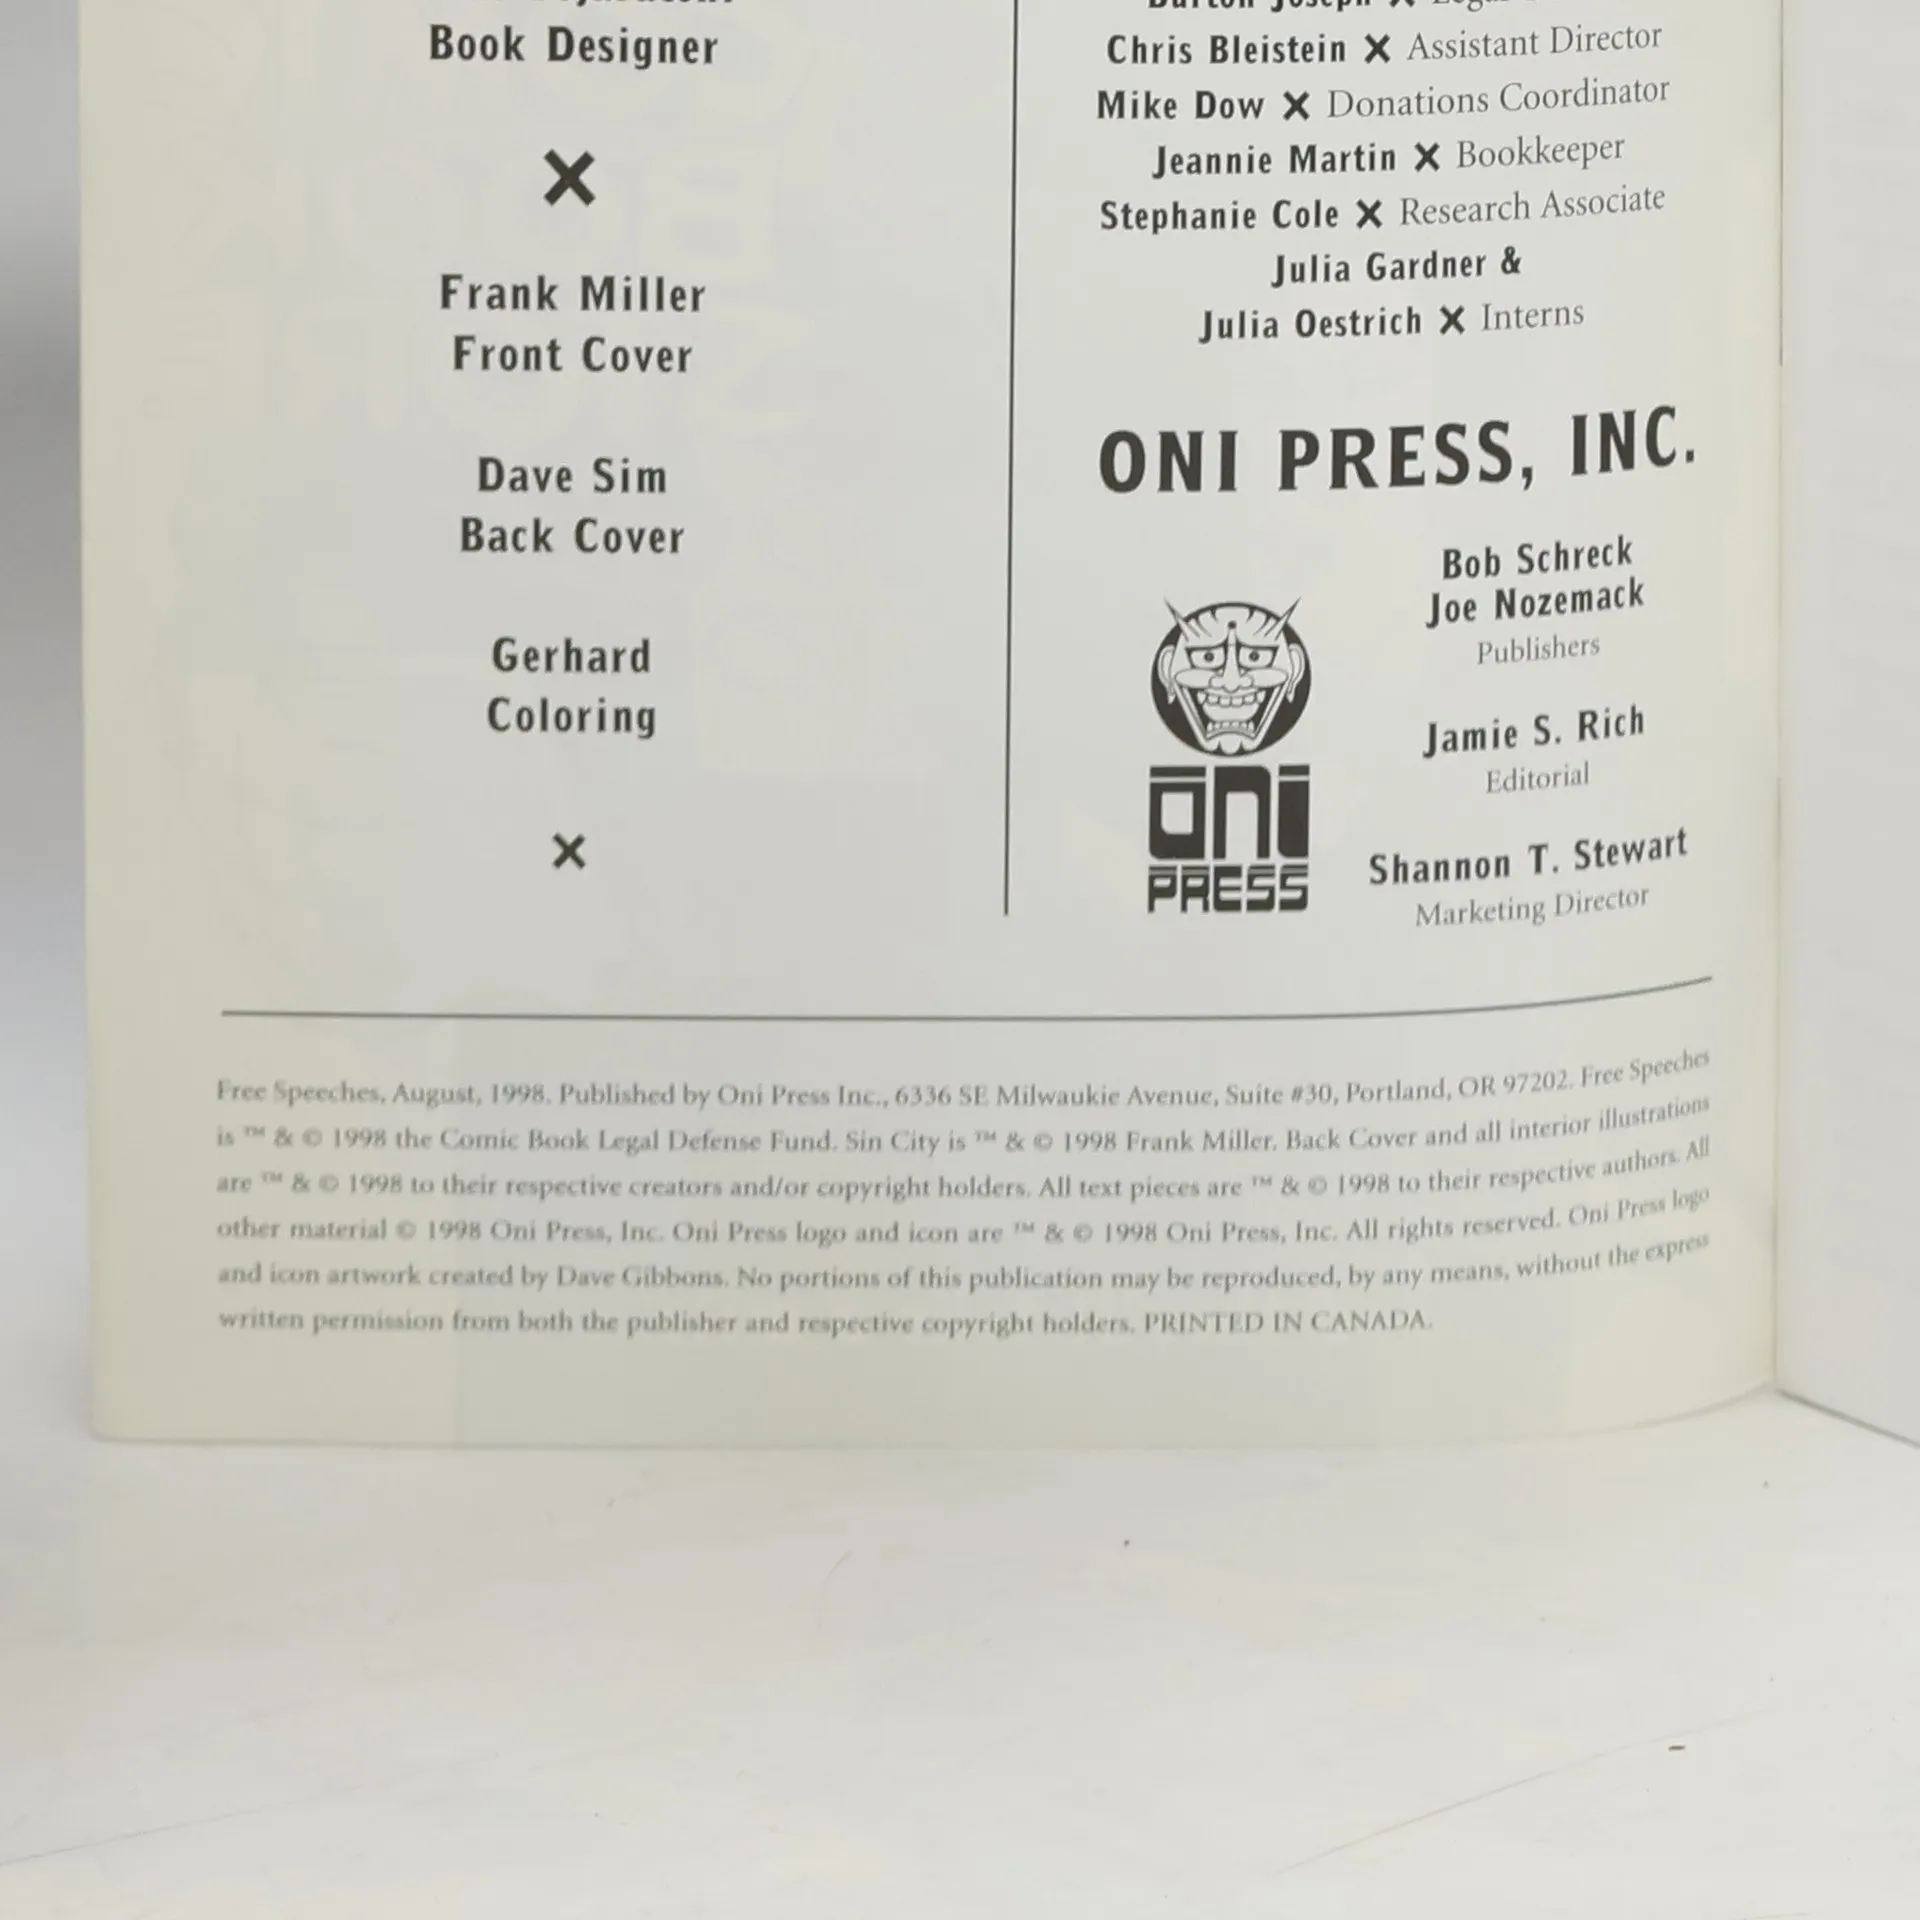 Book Designer
×
Frank Miller
Front Cover
Dave Sim
Back Cover
Gerhard
Coloring
×
Burton Joseph ×
Chris Bleistein × Assistant Director
Mike Dow × Donations Coordinator
Jeannie Martin × Bookkeeper
Stephanie Cole × Research Associate
Julia Gardner &
Julia Oestrich × Interns
ONI PRESS, INC.
Bob Schreck
Joe Nozemack
Publishers
Jamie S. Rich
Editorial
Shannon T. Stewart
Marketing Director
oni
PRESS
Free Speeches, August, 1998. Published by Oni Press Inc., 6336 SE Milwaukie Avenue, Suite #30, Portland, OR 97202. Free Speeches
is ™ & © 1998 the Comic Book Legal Defense Fund. Sin City is ™ & © 1998 Frank Miller. Back Cover and all interior illustrations
are ™ & © 1998 to their respective creators and/or copyright holders. All text pieces are ™ & © 1998 to their respective authors. All
other material © 1998 Oni Press, Inc. Oni Press logo and icon are ™ & © 1998 Oni Press, Inc. All rights reserved. Oni Press logo
and icon artwork created by Dave Gibbons. No portions of this publication may be reproduced, by any means, without the express
written permission from both the publisher and respective copyright holders. PRINTED IN CANADA.